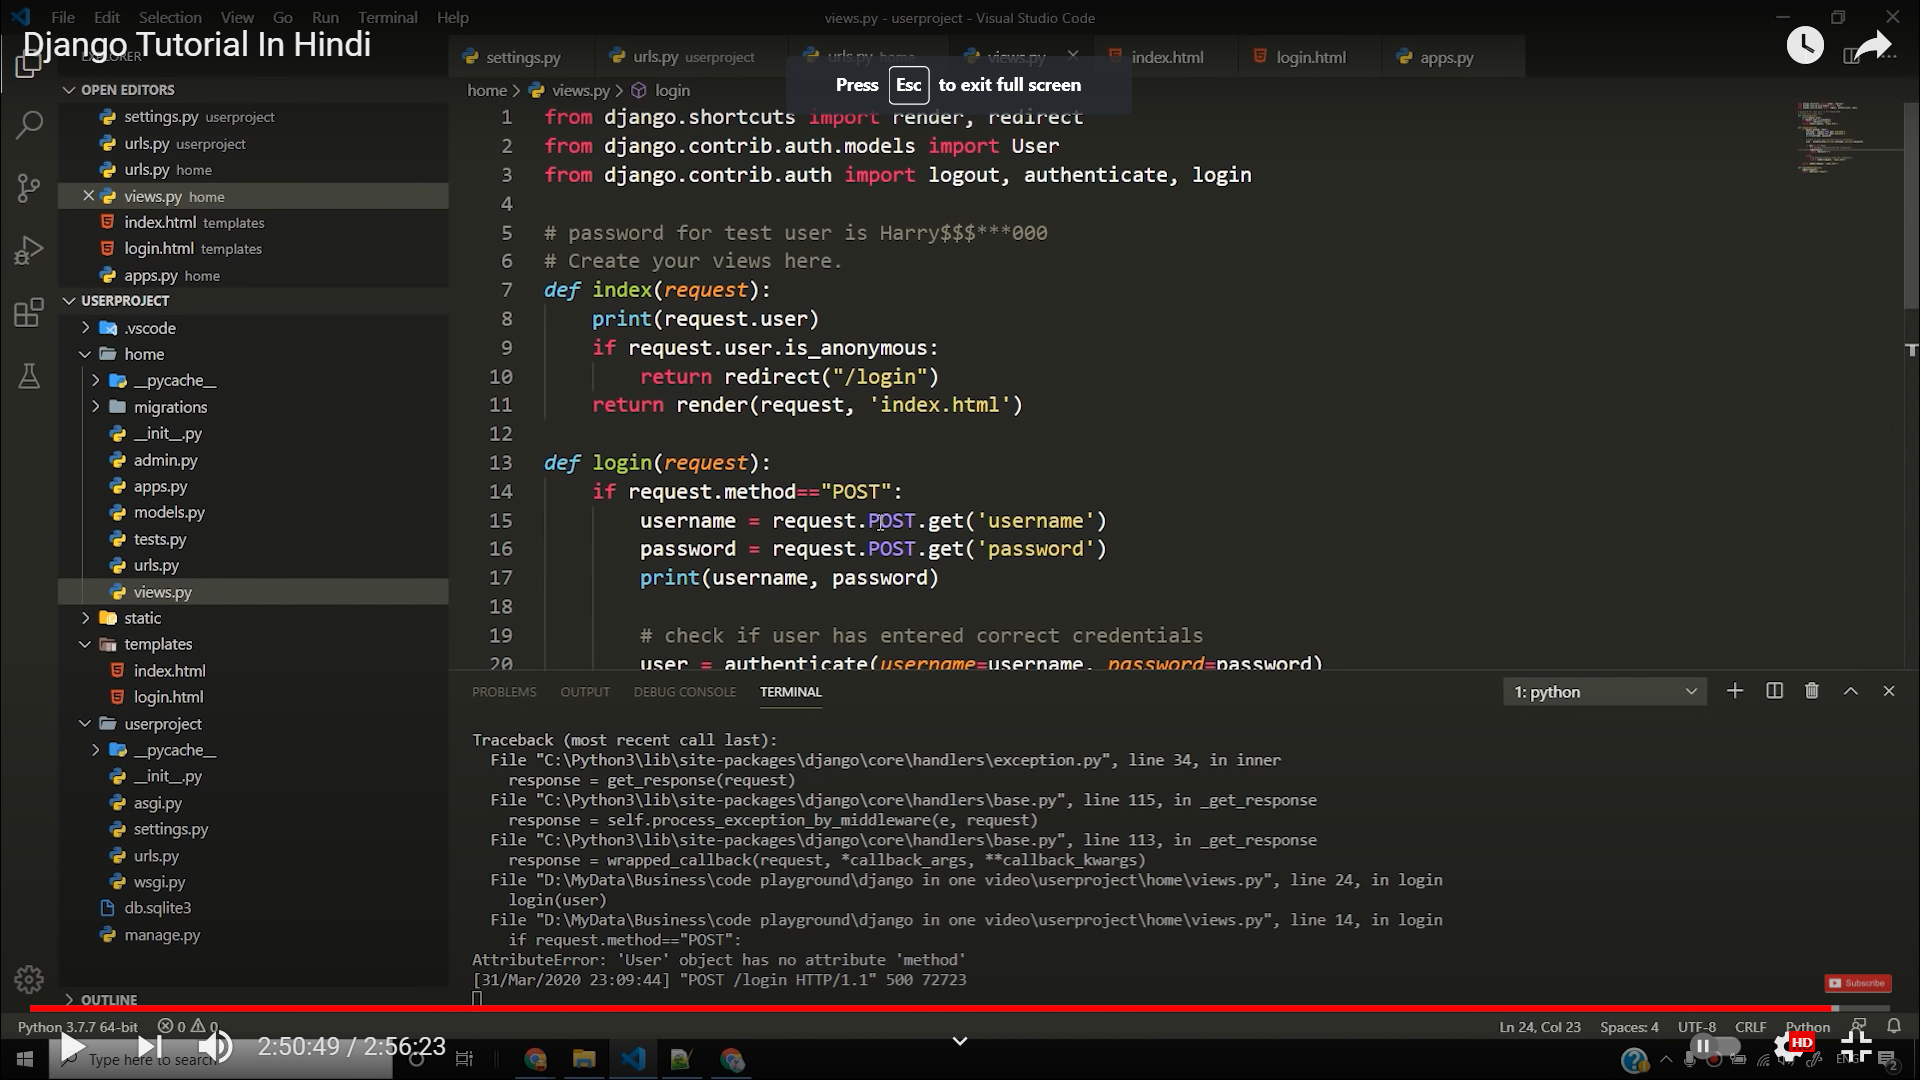 File Edit Selection View Go Run Terminal Help
views.py - userproject - Visual Studio Code
Django Tutorial In Hindi
EXPLORER
settings.py
urls.py userproject
urls.py home
views.py
index.html
login.html
apps.py
Press Esc to exit full screen
OPEN EDITORS
settings.py userproject
urls.py userproject
urls.py home
views.py home
index.html templates
login.html templates
apps.py home
USERPROJECT
.vscode
home
__pycache__
migrations
__init__.py
admin.py
apps.py
models.py
tests.py
urls.py
views.py
static
templates
index.html
login.html
userproject
__pycache__
__init__.py
asgi.py
settings.py
urls.py
wsgi.py
db.sqlite3
manage.py
OUTLINE
home > views.py > login
1 from django.shortcuts import render, redirect
2 from django.contrib.auth.models import User
3 from django.contrib.auth import logout, authenticate, login
4
5 # password for test user is Harry$$$***000
6 # Create your views here.
7 def index(request):
8     print(request.user)
9     if request.user.is_anonymous:
10         return redirect("/login")
11     return render(request, 'index.html')
12
13 def login(request):
14     if request.method=="POST":
15         username = request.POST.get('username')
16         password = request.POST.get('password')
17         print(username, password)
18
19         # check if user has entered correct credentials
20         user = authenticate(username=username, password=password)
PROBLEMS OUTPUT DEBUG CONSOLE TERMINAL
1: python
Traceback (most recent call last):
  File "C:\Python3\lib\site-packages\django\core\handlers\exception.py", line 34, in inner
    response = get_response(request)
  File "C:\Python3\lib\site-packages\django\core\handlers\base.py", line 115, in _get_response
    response = self.process_exception_by_middleware(e, request)
  File "C:\Python3\lib\site-packages\django\core\handlers\base.py", line 113, in _get_response
    response = wrapped_callback(request, *callback_args, **callback_kwargs)
  File "D:\MyData\Business\code playground\django in one video\userproject\home\views.py", line 24, in login
    login(user)
  File "D:\MyData\Business\code playground\django in one video\userproject\home\views.py", line 14, in login
    if request.method=="POST":
AttributeError: 'User' object has no attribute 'method'
[31/Mar/2020 23:09:44] "POST /login HTTP/1.1" 500 72723
Subscribe
Python 3.7.7 64-bit 0 0
Ln 24, Col 23 Spaces: 4 UTF-8 CRLF Python
Type here to search
2:50:49 / 2:56:23
HD
ENG
2